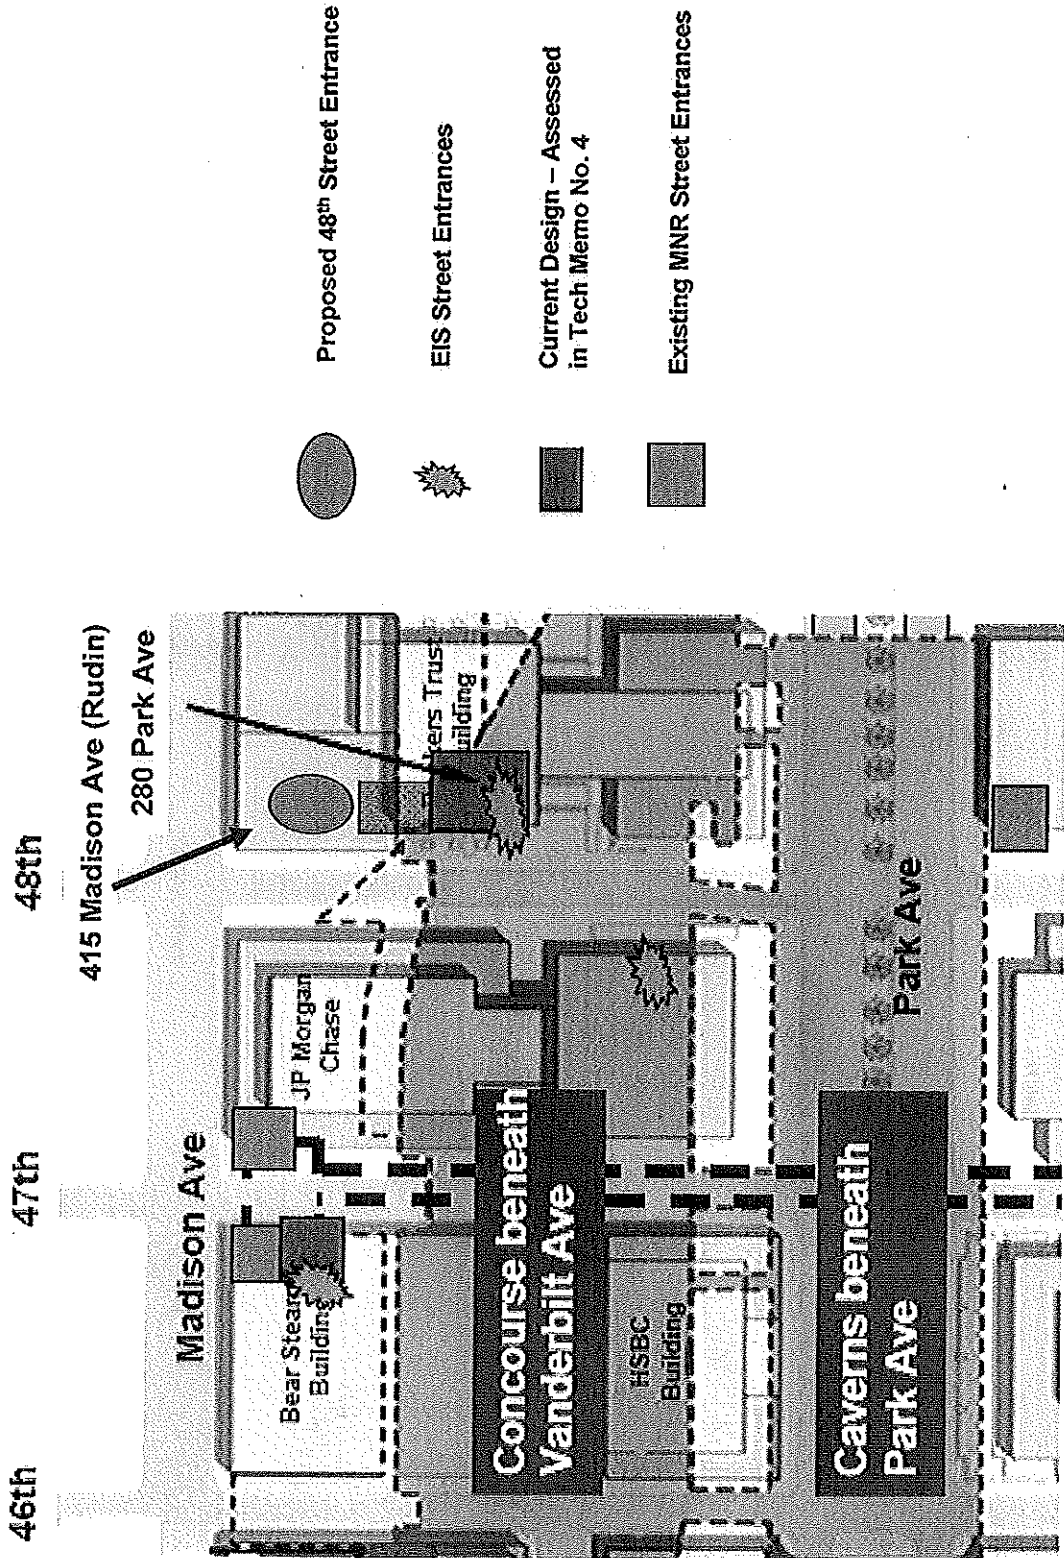 46th
47th
48th
Madison Ave
415 Madison Ave (Rudin)
280 Park Ave
Bear Stearns
Building
JP Morgan
Chase
Trust
Concourse beneath
Vanderbilt Ave
HSBC
Building
Caverns beneath
Park Ave
Park Ave
Proposed 48th Street Entrance
EIS Street Entrances
Current Design – Assessed
in Tech Memo No. 4
Existing MNR Street Entrances